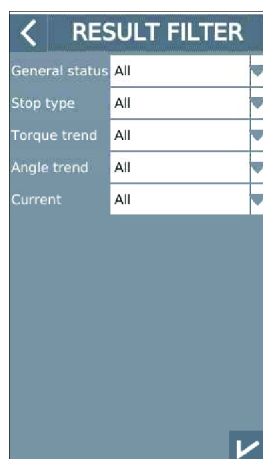 RESULT FILTER
General status All
Stop type All
Torque trend All
Angle trend All
Current All